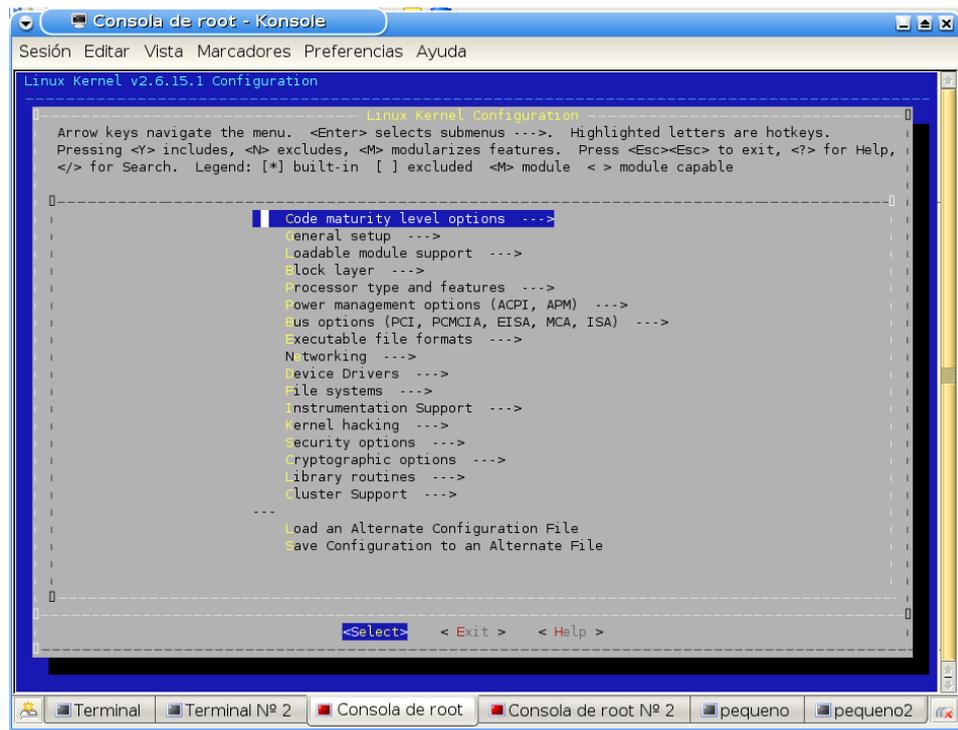 Consola de root - Konsole
Sesión Editar Vista Marcadores Preferencias Ayuda
Linux Kernel v2.6.15.1 Configuration
Linux Kernel Configuration
Arrow keys navigate the menu. <Enter> selects submenus --->. Highlighted letters are hotkeys.
Pressing <Y> includes, <N> excludes, <M> modularizes features. Press <Esc><Esc> to exit, <?> for Help,
</> for Search. Legend: [*] built-in [ ] excluded <M> module < > module capable
Code maturity level options --->
General setup --->
Loadable module support --->
Block layer --->
Processor type and features --->
Power management options (ACPI, APM) --->
Bus options (PCI, PCMCIA, EISA, MCA, ISA) --->
Executable file formats --->
Networking --->
Device Drivers --->
File systems --->
Instrumentation Support --->
Kernel hacking --->
Security options --->
Cryptographic options --->
Library routines --->
Cluster Support --->
---
Load an Alternate Configuration File
Save Configuration to an Alternate File
<Select> < Exit > < Help >
Terminal Terminal Nº 2 Consola de root Consola de root Nº 2 pequeno pequeno2